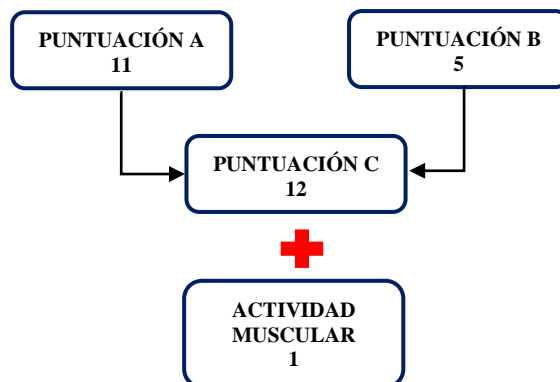 PUNTUACIÓN A
11
PUNTUACIÓN B
5
PUNTUACIÓN C
12
ACTIVIDAD
MUSCULAR
1